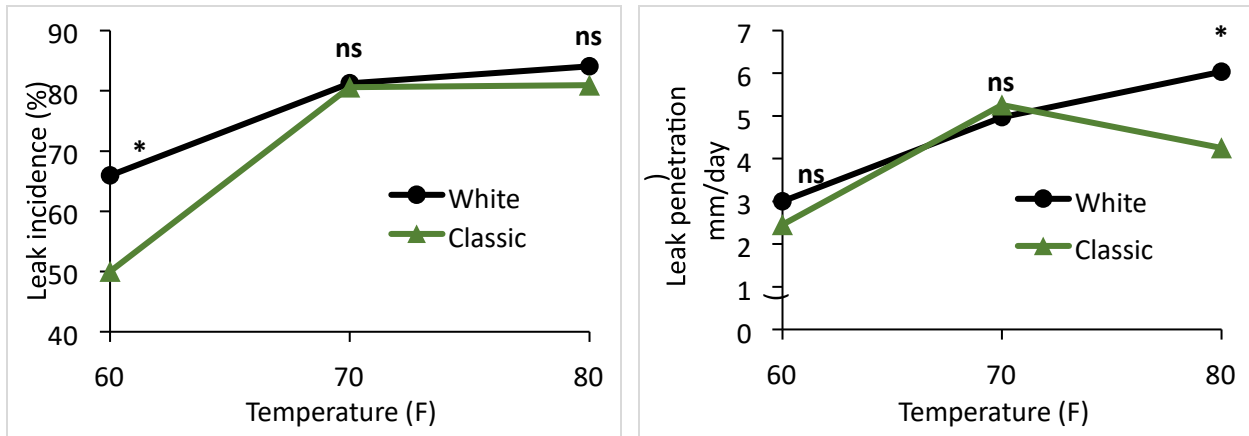 90
80
70
60
50
40
Leak incidence (%)
ns
ns
*
White
Classic
60
70
80
Temperature (F)
7
6
5
4
3
2
1
0
Leak penetration
mm/day
)
)
*
ns
ns
White
Classic
60
70
80
Temperature (F)